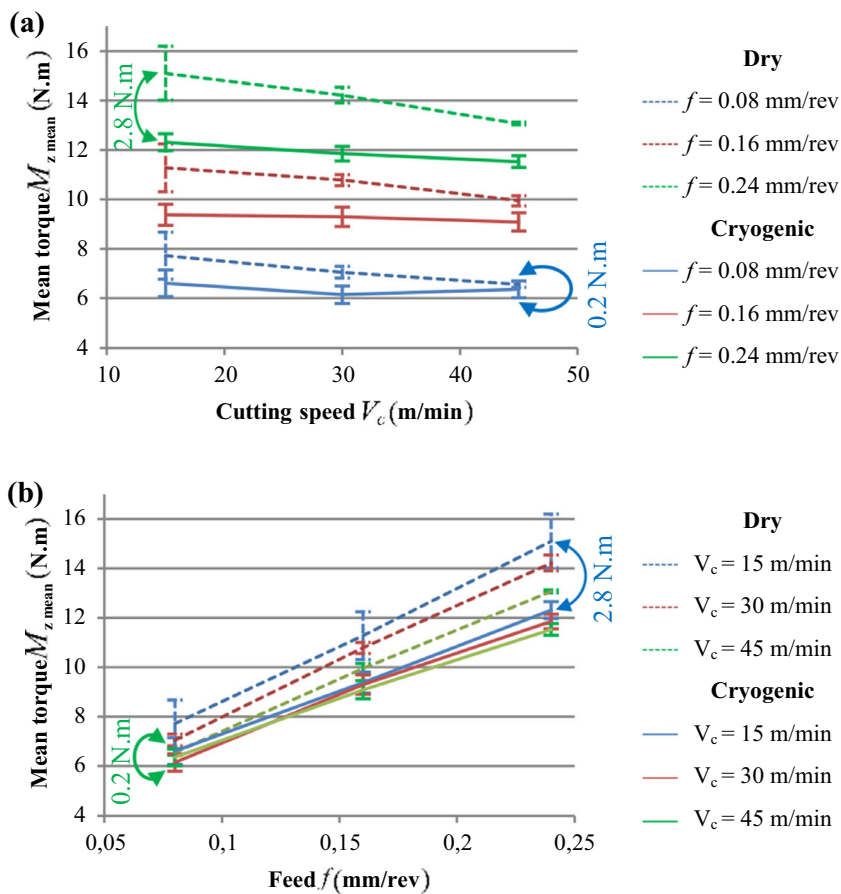 (a)
Mean torque M z mean (N.m)
16
14
12
10
8
6
4
2.8 N.m
0.2 N.m
10
20
30
40
50
Cutting speed Vc (m/min)
Dry
f = 0.08 mm/rev
f = 0.16 mm/rev
f = 0.24 mm/rev
Cryogenic
f = 0.08 mm/rev
f = 0.16 mm/rev
f = 0.24 mm/rev
(b)
Mean torque M z mean (N.m)
16
14
12
10
8
6
4
0.2 N.m
2.8 N.m
0,05
0,1
0,15
0,2
0,25
Feed f (mm/rev)
Dry
Vc = 15 m/min
Vc = 30 m/min
Vc = 45 m/min
Cryogenic
Vc = 15 m/min
Vc = 30 m/min
Vc = 45 m/min